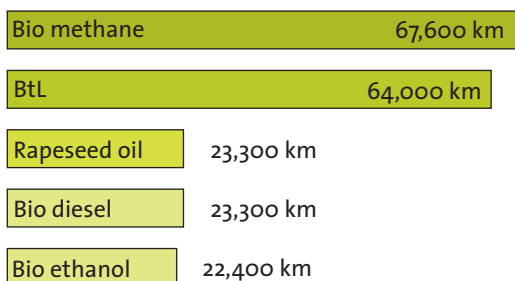 Bio methane 67,600 km
BtL 64,000 km
Rapeseed oil 23,300 km
Bio diesel 23,300 km
Bio ethanol 22,400 km